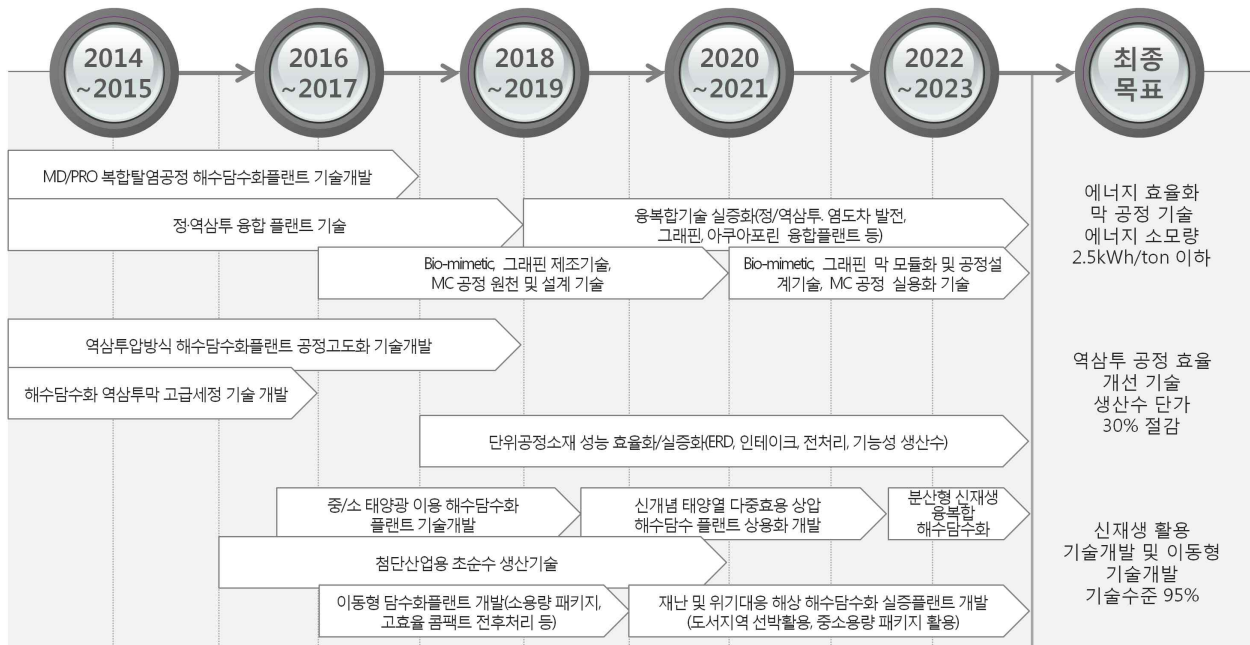 2014
~2015
2016
~2017
2018
~2019
2020
~2021
2022
~2023
최종
목표
MD/PRO 복합탈염공정 해수담수화플랜트 기술개발
정·역삼투 융합 플랜트 기술
융복합기술 실증화(정/역삼투. 염도차 발전,
그래핀, 아쿠아포린 융합플랜트 등)
Bio-mimetic, 그래핀 제조기술,
MC 공정 원천 및 설계 기술
Bio-mimetic, 그래핀 막 모듈화 및 공정설
계기술, MC 공정 실용화 기술
에너지 효율화
막 공정 기술
에너지 소모량
2.5kWh/ton 이하
역삼투압방식 해수담수화플랜트 공정고도화 기술개발
해수담수화 역삼투막 고급세정 기술 개발
단위공정소재 성능 효율화/실증화(ERD, 인테이크, 전처리, 기능성 생산수)
역삼투 공정 효율
개선 기술
생산수 단가
30% 절감
중/소 태양광 이용 해수담수화
플랜트 기술개발
신개념 태양열 다중효용 상압
해수담수 플랜트 상용화 개발
분산형 신재생
융복합
해수담수화
첨단산업용 초순수 생산기술
이동형 담수화플랜트 개발(소용량 패키지,
고효율 콤팩트 전후처리 등)
재난 및 위기대응 해상 해수담수화 실증플랜트 개발
(도서지역 선박활용, 중소용량 패키지 활용)
신재생 활용
기술개발 및 이동형
기술개발
기술수준 95%